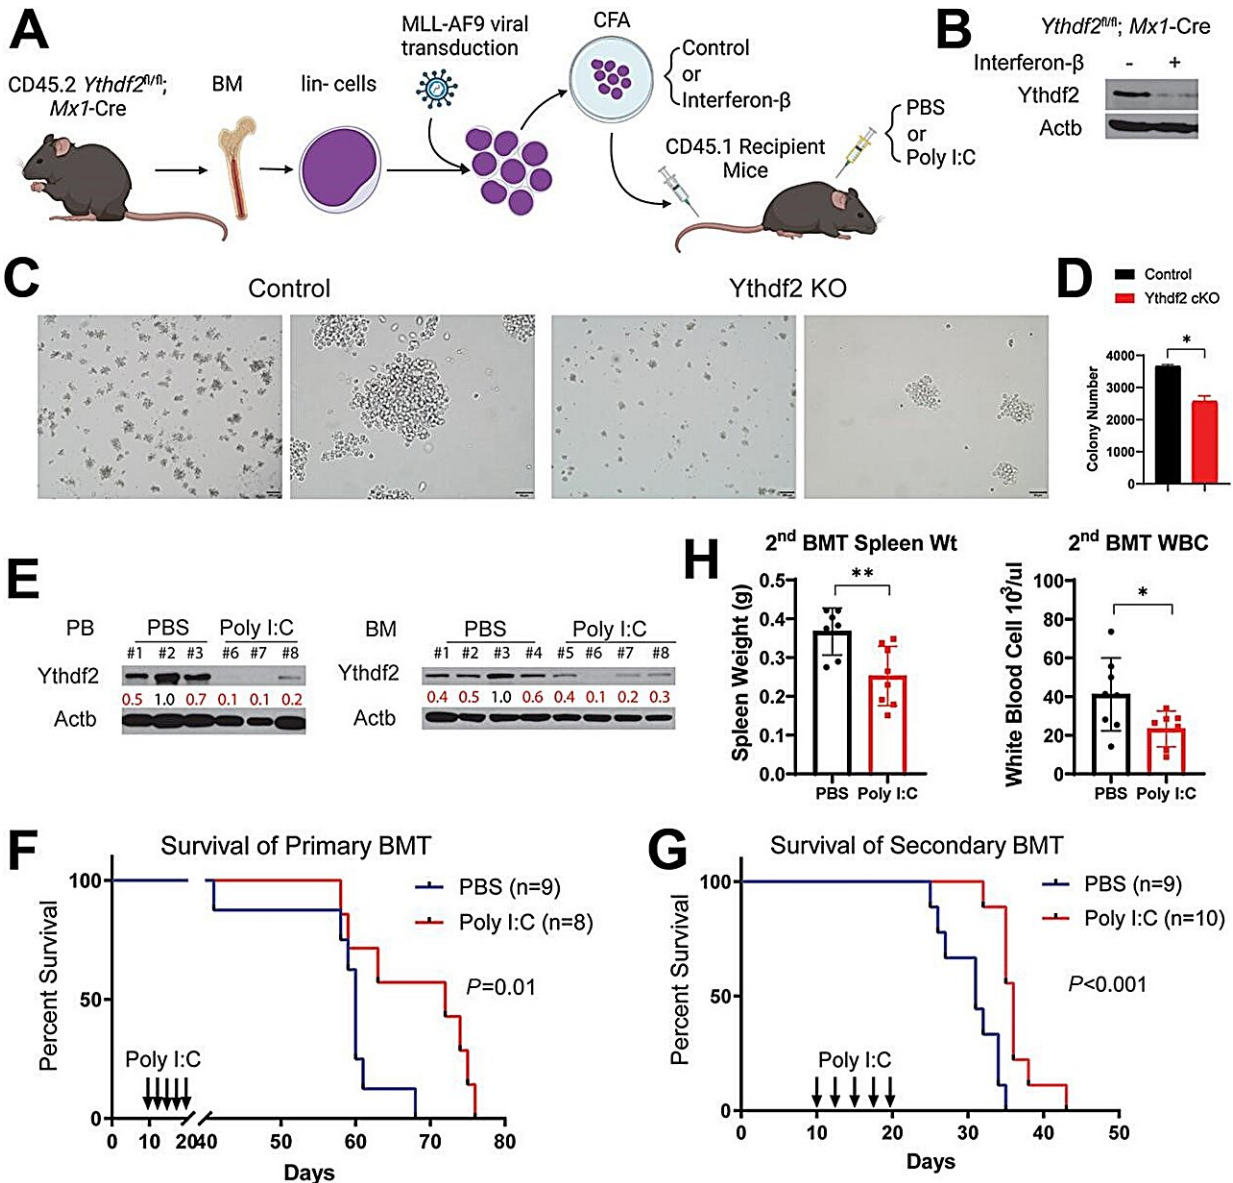 A
CD45.2 Ythdf2fl/fl;
Mx1-Cre
BM
lin- cells
MLL-AF9 viral
transduction
CFA
Control
or
Interferon-β
CD45.1 Recipient
Mice
PBS
or
Poly I:C
B
Ythdf2fl/fl; Mx1-Cre
Interferon-β - +
Ythdf2
Actb
C
Control
Ythdf2 KO
D
Control
Ythdf2 cKO
*
4000
3000
2000
1000
0
Colony Number
E
PB PBS Poly I:C
#1 #2 #3 #6 #7 #8
Ythdf2
0.5 1.0 0.7 0.1 0.1 0.2
Actb
BM PBS Poly I:C
#1 #2 #3 #4 #5 #6 #7 #8
Ythdf2
0.4 0.5 1.0 0.6 0.4 0.1 0.2 0.3
Actb
H
2nd BMT Spleen Wt
**
0.5
0.4
0.3
0.2
0.1
0.0
Spleen Weight (g)
PBS Poly I:C
2nd BMT WBC
*
100
80
60
40
20
0
White Blood Cell 10³/ul
PBS Poly I:C
F
Survival of Primary BMT
PBS (n=9)
Poly I:C (n=8)
P=0.01
100
50
0
Percent Survival
Poly I:C
0 10 20 40 50 60 70 80
Days
G
Survival of Secondary BMT
PBS (n=9)
Poly I:C (n=10)
P<0.001
100
50
0
Percent Survival
Poly I:C
0 10 20 30 40 50
Days